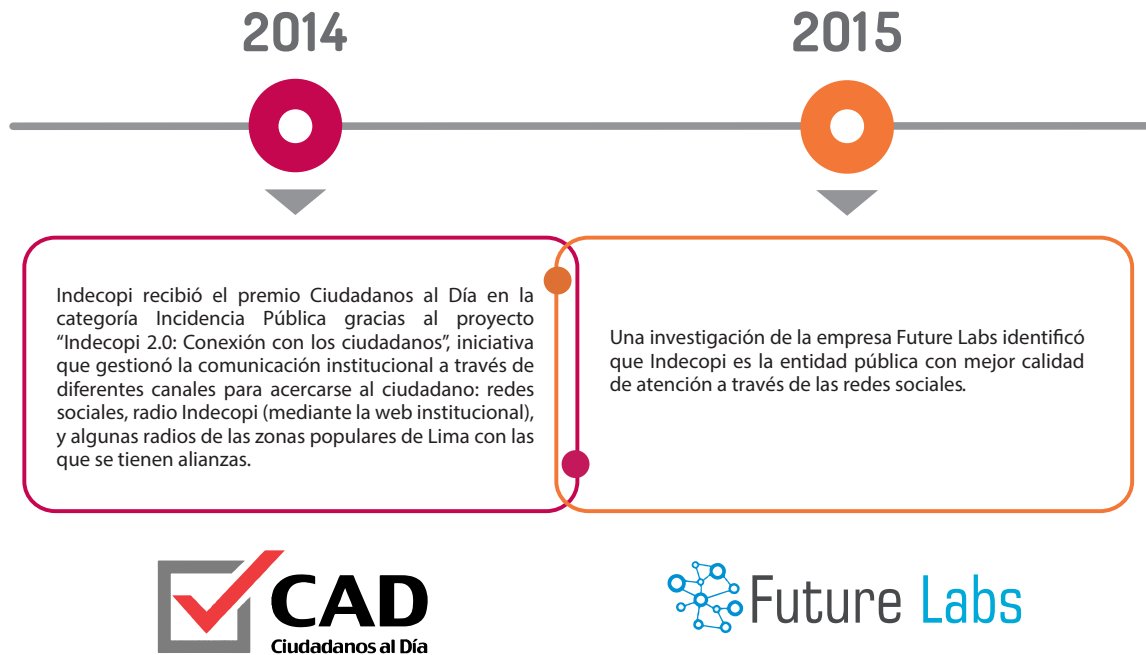 2014
2015
Indecopi recibió el premio Ciudadanos al Día en la
categoría Incidencia Pública gracias al proyecto
“Indecopi 2.0: Conexión con los ciudadanos”, iniciativa
que gestionó la comunicación institucional a través de
diferentes canales para acercarse al ciudadano: redes
sociales, radio Indecopi (mediante la web institucional),
y algunas radios de las zonas populares de Lima con las
que se tienen alianzas.
Una investigación de la empresa Future Labs identificó
que Indecopi es la entidad pública con mejor calidad
de atención a través de las redes sociales.
CAD
Ciudadanos al Día
Future Labs